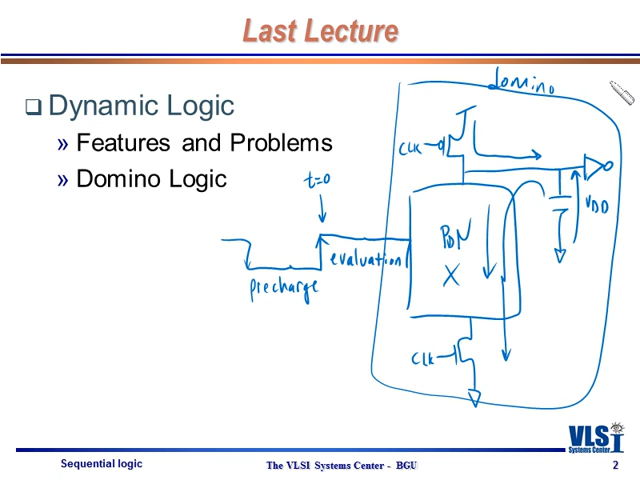 Last Lecture
Dynamic Logic
» Features and Problems
» Domino Logic
domino
CLK
t=0
VDD
PDN
X
evaluation
precharge
CLK
VLSI
Systems Center
Sequential logic
The VLSI Systems Center - BGU
2